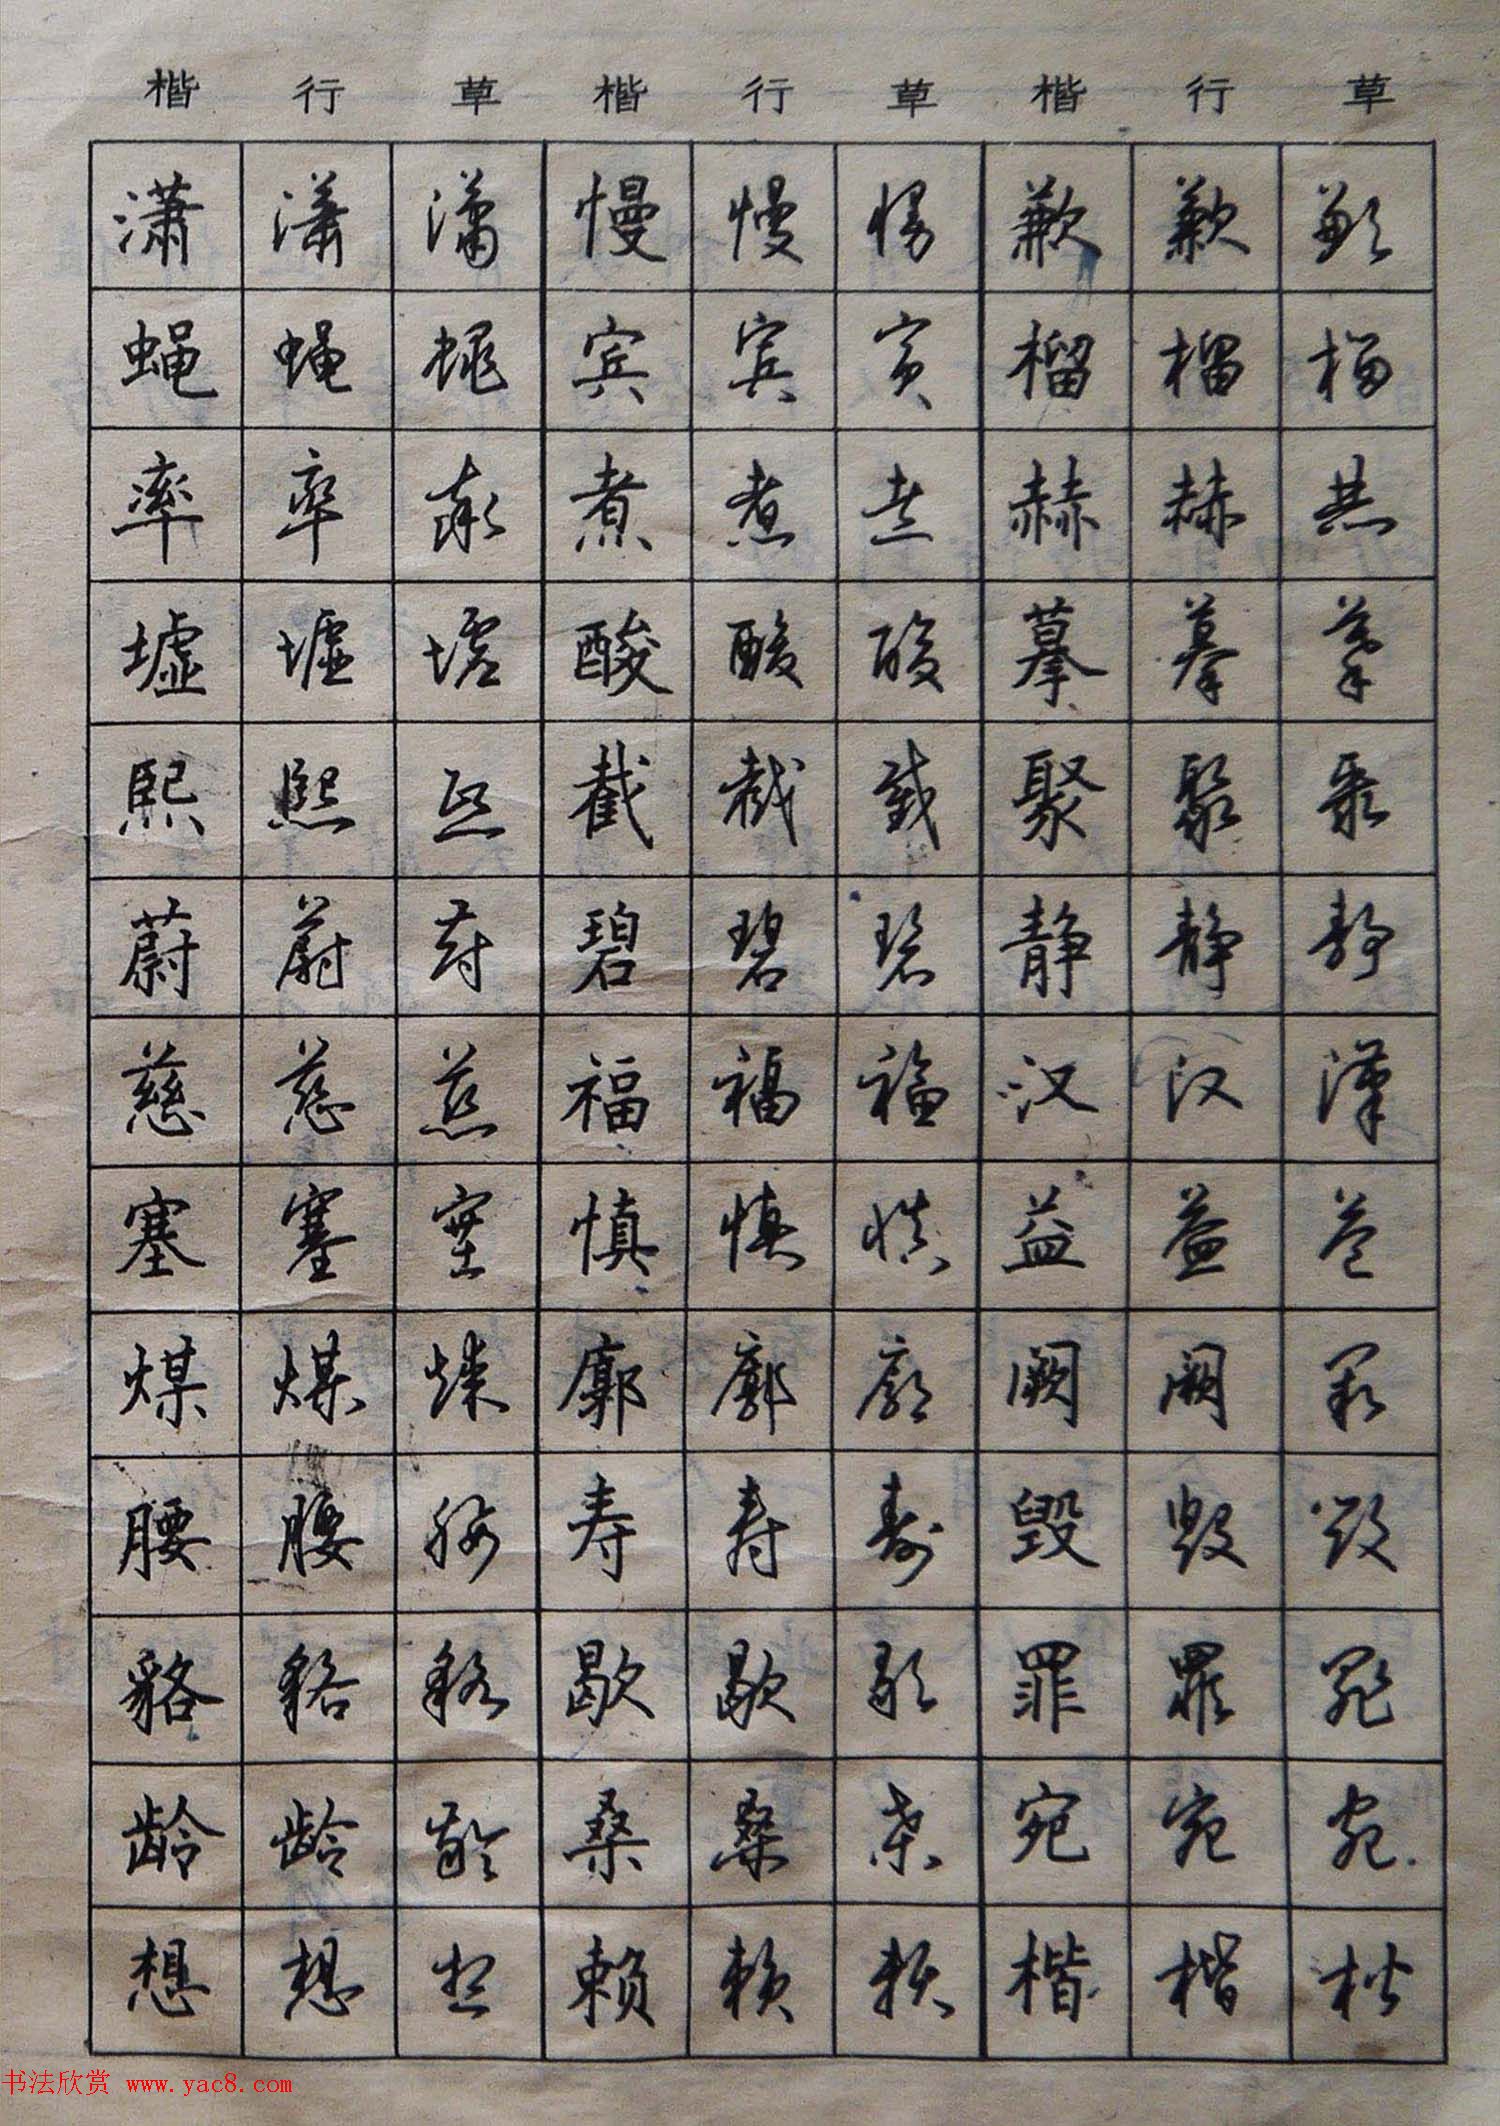 楷 行 草 楷 行 草 楷 行 草
潇 潇 潇 慢 慢 慢 歉 歉 歉
蝇 蝇 蝇 宾 宾 宾 榴 榴 榴
率 率 率 煮 煮 煮 赫 赫 赫
墟 墟 墟 酸 酸 酸 摹 摹 摹
熙 熙 熙 截 截 截 聚 聚 聚
蔚 蔚 蔚 碧 碧 碧 静 静 静
慈 慈 慈 福 福 福 汉 汉 漢
塞 塞 塞 慎 慎 慎 益 益 益
煤 煤 煤 廓 廓 廓 阙 阙 阙
腰 腰 腰 寿 寿 寿 毁 毁 毁
貉 貉 貉 歇 歇 歇 罪 罪 罪
龄 龄 龄 桑 桑 桑 宛 宛 宛
想 想 想 赖 赖 赖 楷 楷 楷
书法欣赏 www.yac8.com